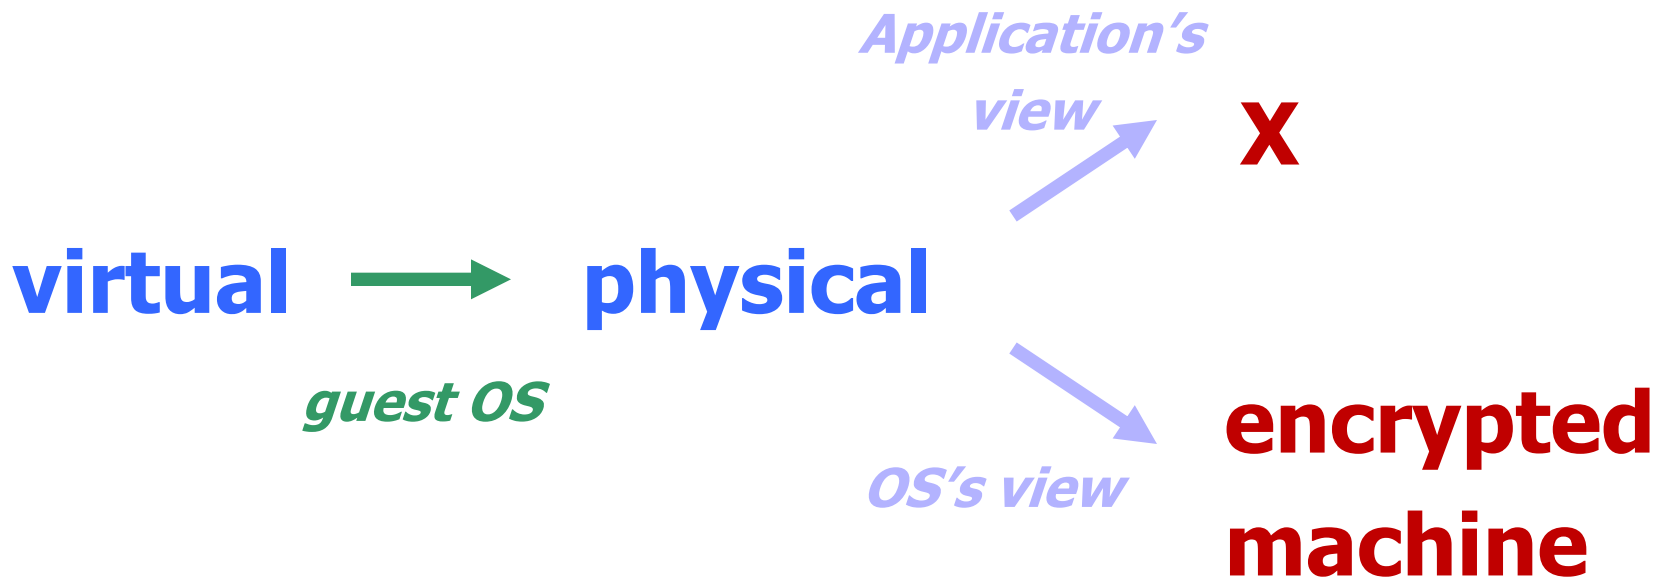 Application’s
view
X
virtual
physical
guest OS
encrypted
OS’s view
machine